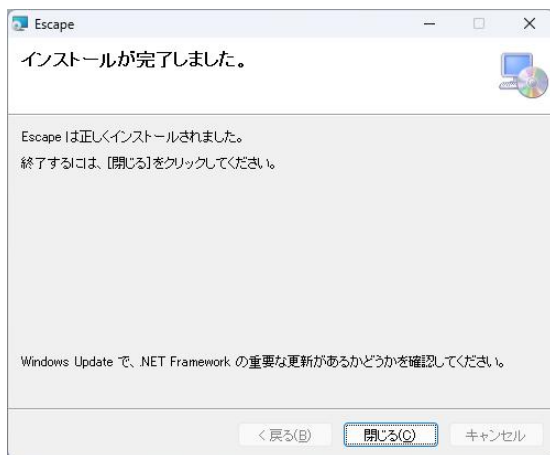 Escape
インストールが完了しました。
Escape は正しくインストールされました。
終了するには、[閉じる]をクリックしてください。
Windows Update で、.NET Framework の重要な更新があるかどうかを確認してください。
< 戻る(B)
閉じる(C)
キャンセル